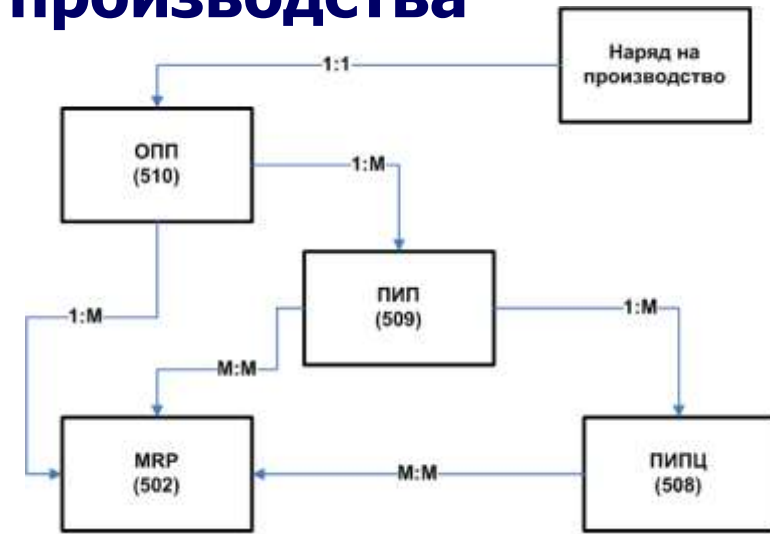 производства
Наряд на
производство
1:1
ОПП
(510)
1:М
ПИП
(509)
1:М
1:М
М:М
MRP
(502)
М:М
ПИПЦ
(508)